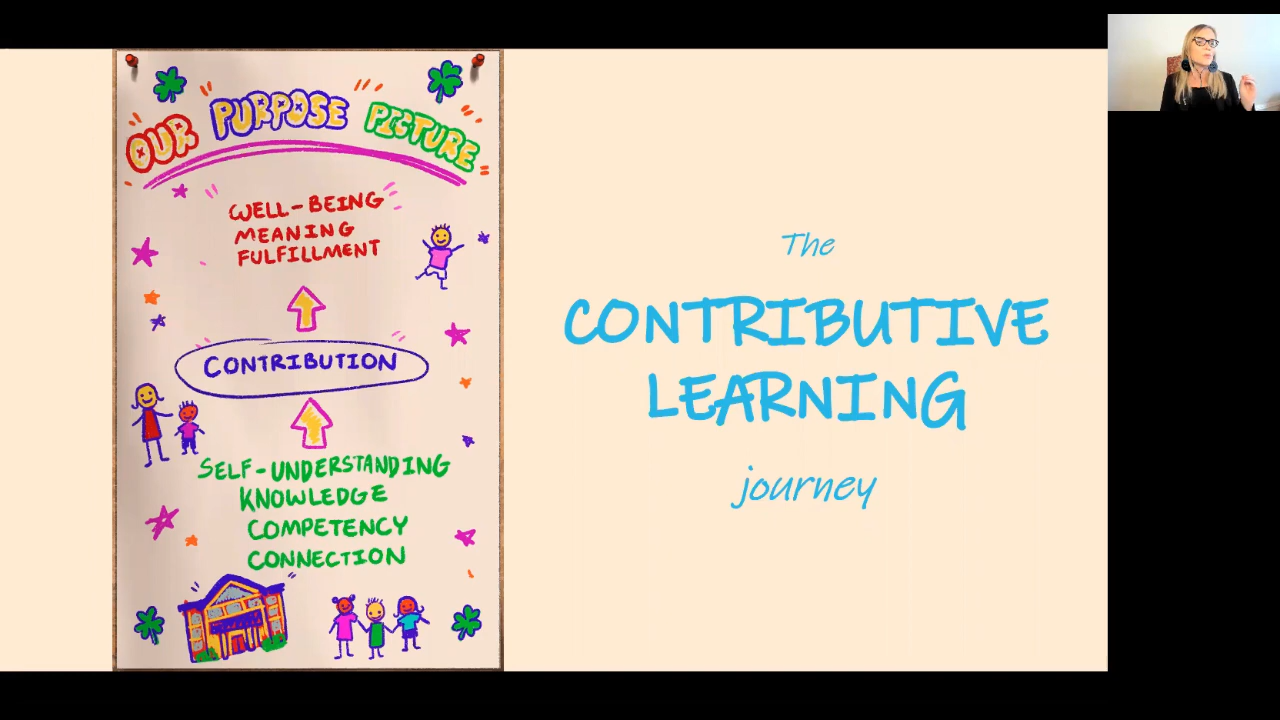 OUR PURPOSE PICTURE
WELL-BEING
MEANING
FULFILLMENT
CONTRIBUTION
SELF-UNDERSTANDING
KNOWLEDGE
COMPETENCY
CONNECTION
The
CONTRIBUTIVE
LEARNING
journey